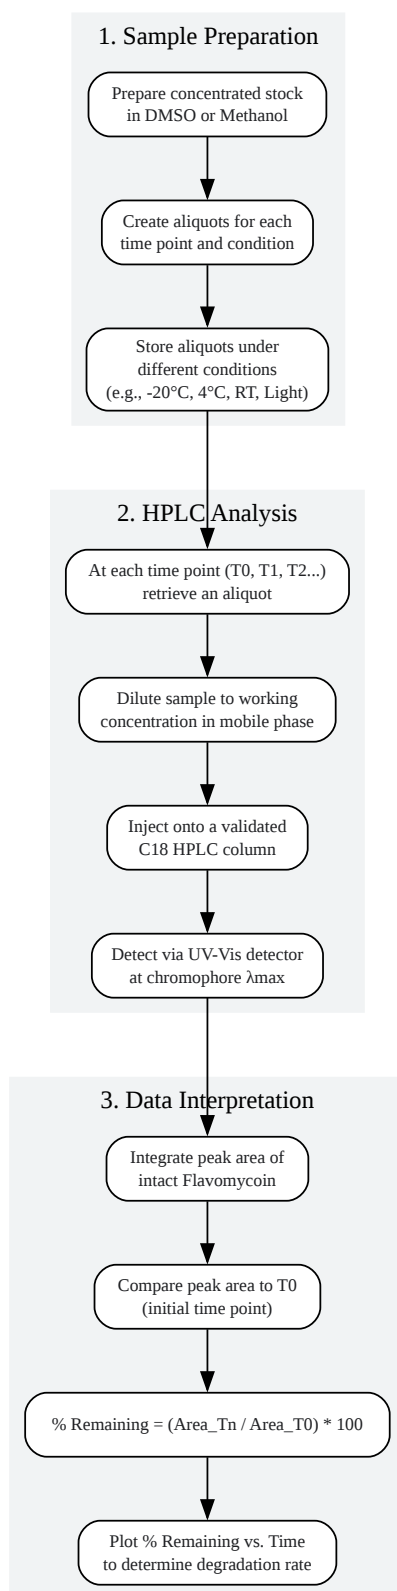 1. Sample Preparation
Prepare concentrated stock
in DMSO or Methanol
Create aliquots for each
time point and condition
Store aliquots under
different conditions
(e.g., -20°C, 4°C, RT, Light)
2. HPLC Analysis
At each time point (T0, T1, T2...)
retrieve an aliquot
Dilute sample to working
concentration in mobile phase
Inject onto a validated
C18 HPLC column
Detect via UV-Vis detector
at chromophore λmax
3. Data Interpretation
Integrate peak area of
intact Flavomycoin
Compare peak area to T0
(initial time point)
% Remaining = (Area_Tn / Area_T0) * 100
Plot % Remaining vs. Time
to determine degradation rate